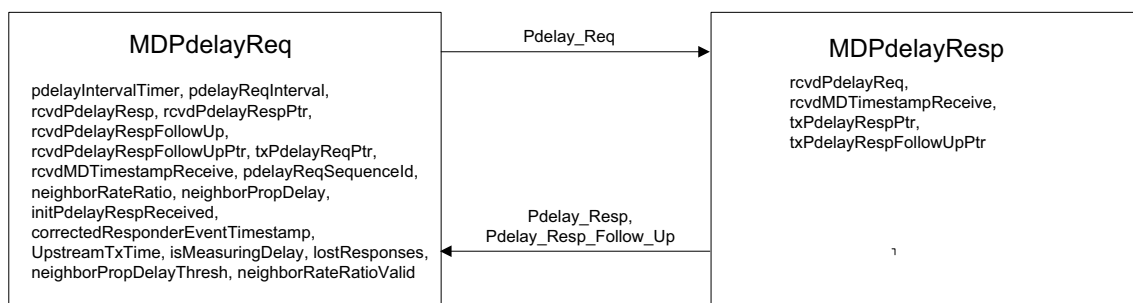 MDPdelayReq
pdelayIntervalTimer, pdelayReqInterval,
rcvdPdelayResp, rcvdPdelayRespPtr,
rcvdPdelayRespFollowUp,
rcvdPdelayRespFollowUpPtr, txPdelayReqPtr,
rcvdMDTimestampReceive, pdelayReqSequenceId,
neighborRateRatio, neighborPropDelay,
initPdelayRespReceived,
correctedResponderEventTimestamp,
UpstreamTxTime, isMeasuringDelay, lostResponses,
neighborPropDelayThresh, neighborRateRatioValid
Pdelay_Req
Pdelay_Resp,
Pdelay_Resp_Follow_Up
MDPdelayResp
rcvdPdelayReq,
rcvdMDTimestampReceive,
txPdelayRespPtr,
txPdelayRespFollowUpPtr